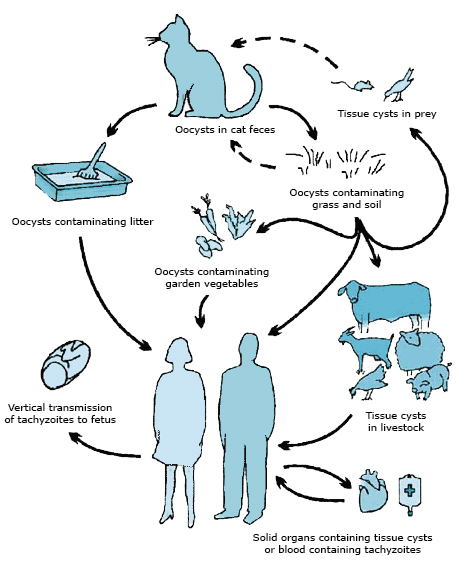 Tissue cysts in prey
Oocysts in cat feces
Oocysts contaminating
grass and soil
Oocysts contaminating litter
Oocysts contaminating
garden vegetables
Vertical transmission
of tachyzoites to fetus
Tissue cysts
in livestock
Solid organs containing tissue cysts
or blood containing tachyzoites